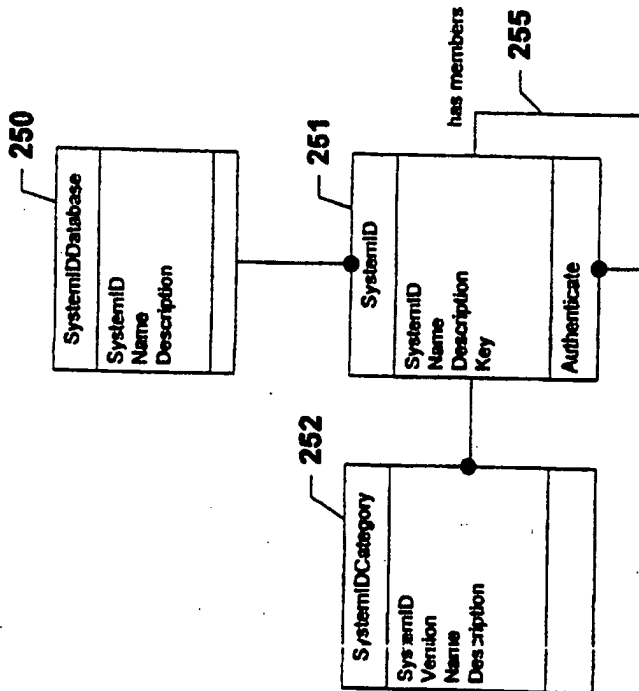 250
SystemIDDatabase
SystemID
Name
Description
251
SystemID
SystemID
Name
Description
Key
Authenticate
has members
255
252
SystemIDCategory
SystemID
Version
Name
Description